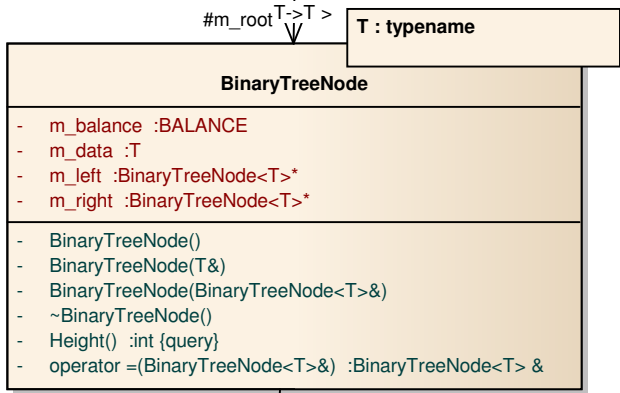 #m_root T->T >
T : typename
BinaryTreeNode
- m_balance :BALANCE
- m_data :T
- m_left :BinaryTreeNode<T>*
- m_right :BinaryTreeNode<T>*
- BinaryTreeNode()
- BinaryTreeNode(T&)
- BinaryTreeNode(BinaryTreeNode<T>&)
- ~BinaryTreeNode()
- Height() :int {query}
- operator =(BinaryTreeNode<T>&) :BinaryTreeNode<T> &